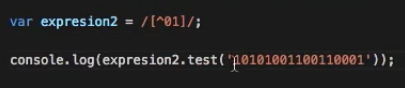 var expresion2 = /[^01]/;
console.log(expresion2.test('10101001100110001'));